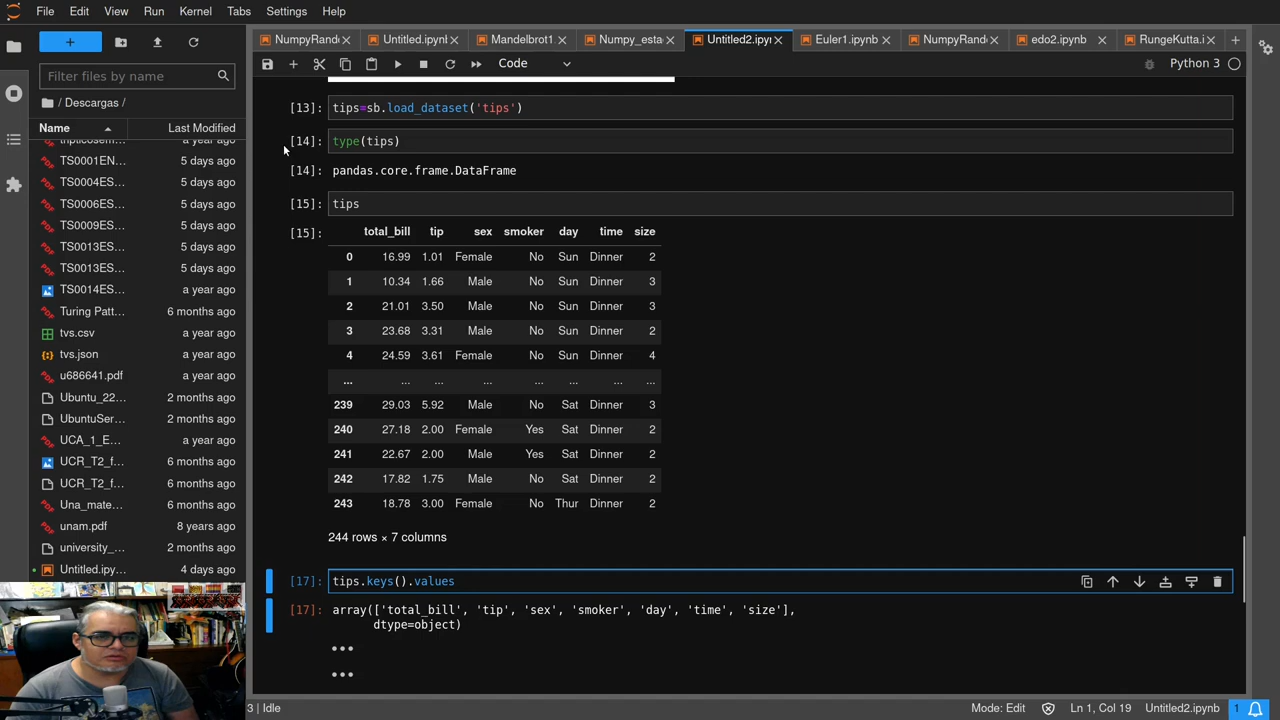 File Edit View Run Kernel Tabs Settings Help
NumpyRand
Untitled.ipynb
Mandelbrot1.
Numpy_esta
Untitled2.ipyn
Euler1.ipynb
NumpyRand
edo2.ipynb
RungeKutta.i
Code
Python 3
Filter files by name
/ Descargas /
Name
Last Modified
a year ago
TS0001EN... 5 days ago
TS0004ES... 5 days ago
TS0006ES... 5 days ago
TS0009ES... 5 days ago
TS0013ES... 5 days ago
TS0013ES... 5 days ago
TS0014ES... a year ago
Turing Patt... 6 months ago
tvs.csv a year ago
tvs.json a year ago
u686641.pdf a year ago
Ubuntu_22... 2 months ago
UbuntuSer... 2 months ago
UCA_1_E... a year ago
UCR_T2_f... 6 months ago
UCR_T2_f... 6 months ago
Una_mate... 6 months ago
unam.pdf 8 years ago
university_... 2 months ago
Untitled.ipy... 4 days ago
[13]: tips=sb.load_dataset('tips')
[14]: type(tips)
[14]: pandas.core.frame.DataFrame
[15]: tips
[15]:
total_bill tip sex smoker day time size
0 16.99 1.01 Female No Sun Dinner 2
1 10.34 1.66 Male No Sun Dinner 3
2 21.01 3.50 Male No Sun Dinner 3
3 23.68 3.31 Male No Sun Dinner 2
4 24.59 3.61 Female No Sun Dinner 4
... ... ... ... ... ... ... ...
239 29.03 5.92 Male No Sat Dinner 3
240 27.18 2.00 Female Yes Sat Dinner 2
241 22.67 2.00 Male Yes Sat Dinner 2
242 17.82 1.75 Male No Sat Dinner 2
243 18.78 3.00 Female No Thur Dinner 2
244 rows × 7 columns
[17]: tips.keys().values
[17]: array(['total_bill', 'tip', 'sex', 'smoker', 'day', 'time', 'size'],
dtype=object)
3 | Idle
Mode: Edit
Ln 1, Col 19
Untitled2.ipynb
1